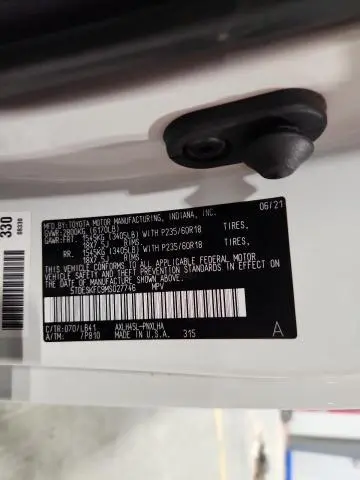 MFD.BY:TOYOTA MOTOR MANUFACTURING, INDIANA, INC. 06/21
GVWR:2800KG (6170LB)
GAWR:FRT. 1545KG (3405LB) WITH P235/60R18 TIRES,
18X7.5J RIMS
RR. 1545KG (3405LB) WITH P235/60R18 TIRES,
18X7.5J RIMS
THIS VEHICLE CONFORMS TO ALL APPLICABLE FEDERAL MOTOR
VEHICLE SAFETY AND THEFT PREVENTION STANDARDS IN EFFECT
ON THE DATE OF MANUFACTURE SHOWN ABOVE.
5TDESKFC9MS027746 MPV
C/TR:070/LB41 AXLH45L-PNXLHA
A/TM: /P910 MADE IN U.S.A. 315 A
330
08330